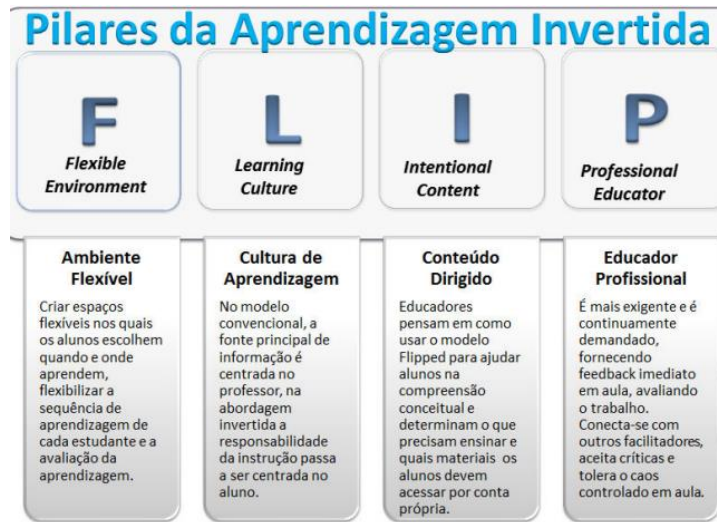 Pilares da Aprendizagem Invertida
F
Flexible
Environment
L
Learning
Culture
I
Intentional
Content
P
Professional
Educator
Ambiente
Flexível
Criar espaços
flexíveis nos quais
os alunos escolhem
quando e onde
aprendem,
flexibilizar a
sequência de
aprendizagem de
cada estudante e a
avaliação da
aprendizagem.
Cultura de
Aprendizagem
No modelo
convencional, a
fonte principal de
informação é
centrada no
professor, na
abordagem
invertida a
responsabilidade
da instrução passa
a ser centrada no
aluno.
Conteúdo
Dirigido
Educadores
pensam em como
usar o modelo
Flipped para ajudar
alunos na
compreensão
conceitual e
determinam o que
precisam ensinar e
quais materiais os
alunos devem
acessar por conta
própria.
Educador
Profissional
É mais exigente e é
continuamente
demandado,
fornecendo
feedback imediato
em aula, avaliando
o trabalho.
Conecta-se com
outros facilitadores,
aceita críticas e
tolera o caos
controlado em aula.